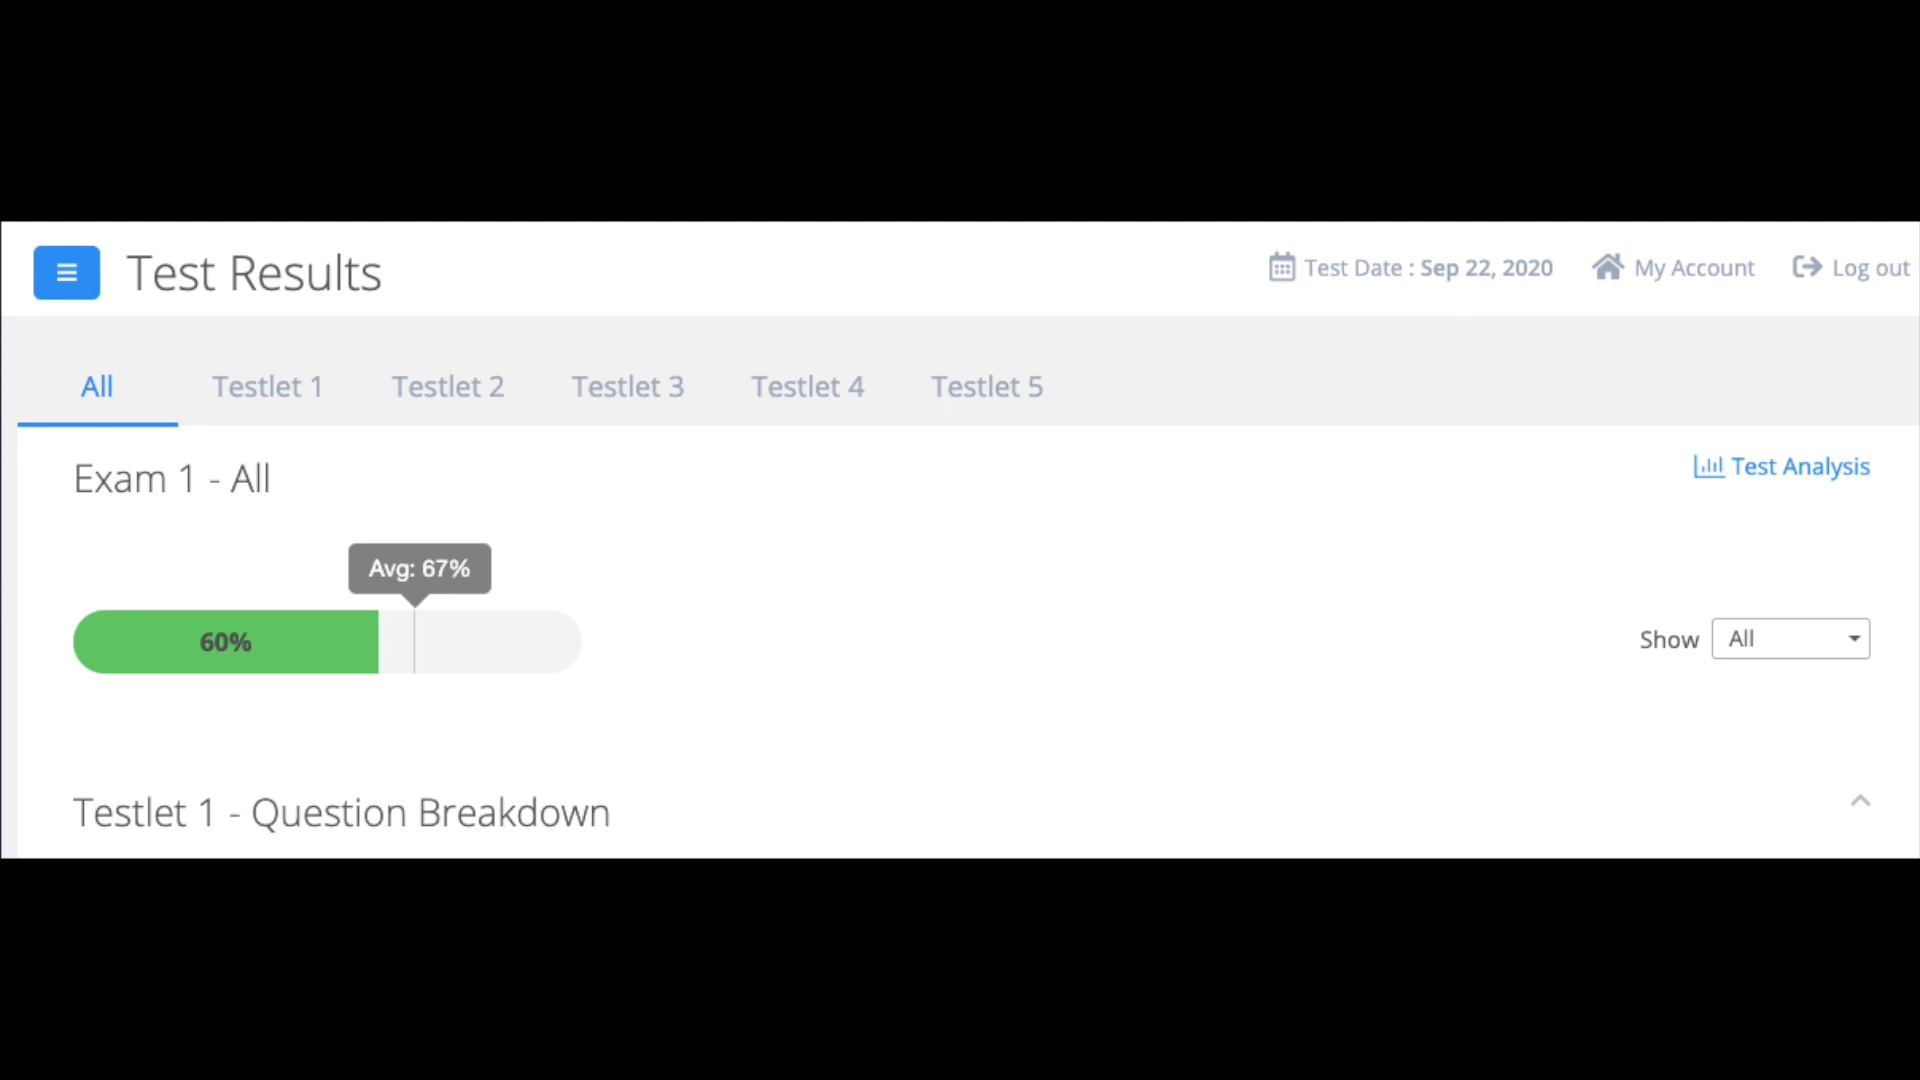 Test Results
Test Date : Sep 22, 2020
My Account
Log out
All
Testlet 1
Testlet 2
Testlet 3
Testlet 4
Testlet 5
Exam 1 - All
Test Analysis
Avg: 67%
60%
Show
All
Testlet 1 - Question Breakdown